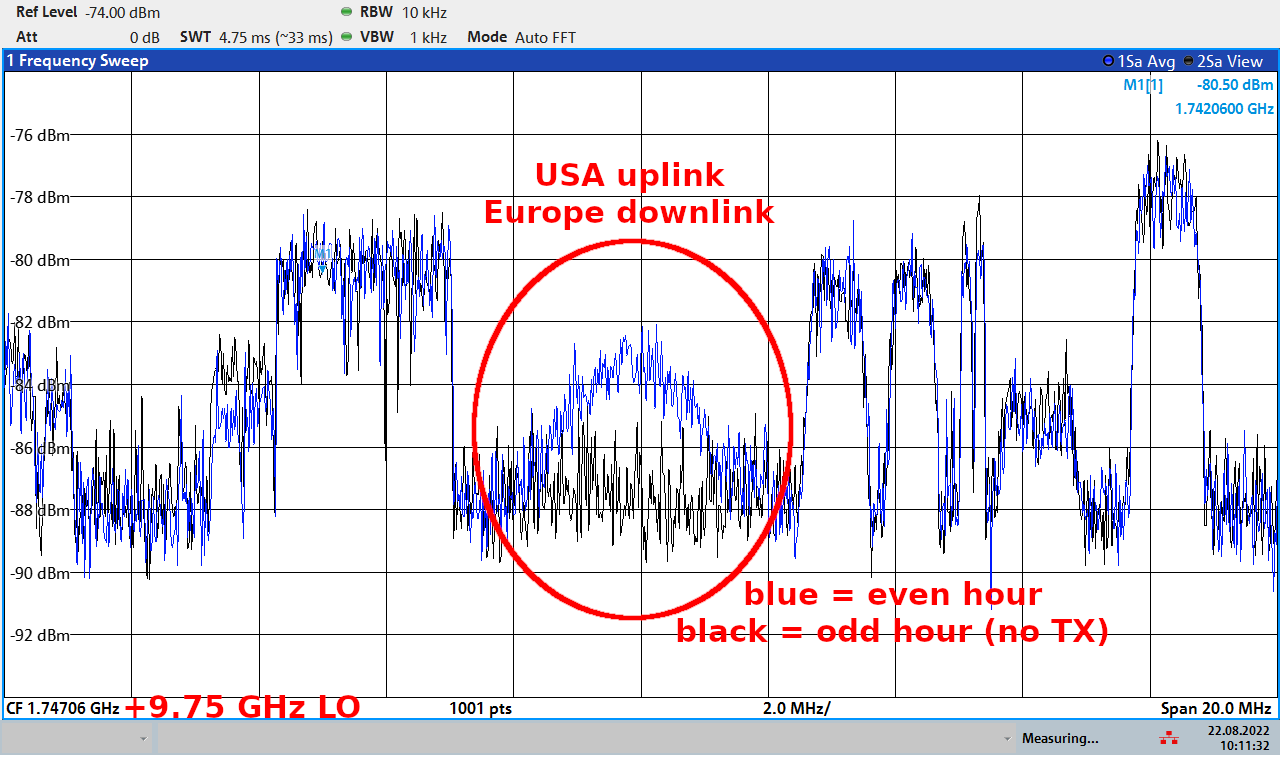 Ref Level -74.00 dBm RBW 10 kHz
Att 0 dB SWT 4.75 ms (~33 ms) VBW 1 kHz Mode Auto FFT
1 Frequency Sweep 1Sa Avg 2Sa View
M1[1] -80.50 dBm
1.7420600 GHz
-76 dBm
USA uplink
-78 dBm
Europe downlink
M1
-80 dBm
-82 dBm
-84 dBm
-86 dBm
-88 dBm
-90 dBm
blue = even hour
black = odd hour (no TX)
-92 dBm
CF 1.74706 GHz +9.75 GHz LO 1001 pts 2.0 MHz/ Span 20.0 MHz
Measuring... 22.08.2022
10:11:32